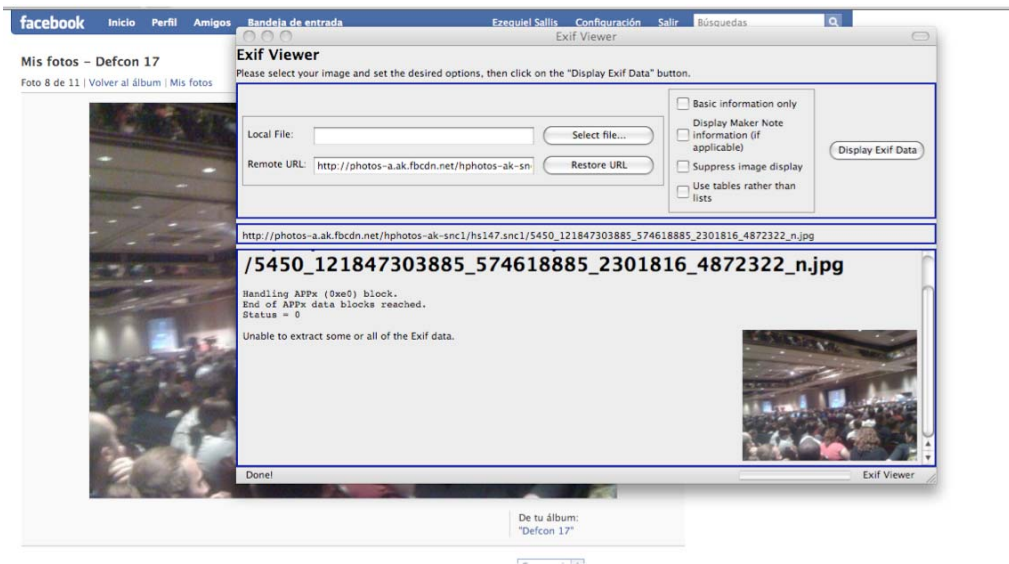 facebook Inicio Perfil Amigos Bandeja de entrada Ezequiel Sallis Configuración Salir Búsquedas
Mis fotos – Defcon 17
Foto 8 de 11 | Volver al álbum | Mis fotos
Exif Viewer
Exif Viewer
Please select your image and set the desired options, then click on the "Display Exif Data" button.
Local File: Select file...
Remote URL: http://photos-a.ak.fbcdn.net/hphotos-ak-sn Restore URL
Basic information only
Display Maker Note
information (if
applicable)
Suppress image display
Use tables rather than
lists
Display Exif Data
http://photos-a.ak.fbcdn.net/hphotos-ak-snc1/hs147.snc1/5450_121847303885_574618885_2301816_4872322_n.jpg
/5450_121847303885_574618885_2301816_4872322_n.jpg
Handling APPx (0xe0) block.
End of APPx data blocks reached.
Status = 0
Unable to extract some or all of the Exif data.
Done! Exif Viewer
De tu álbum:
"Defcon 17"